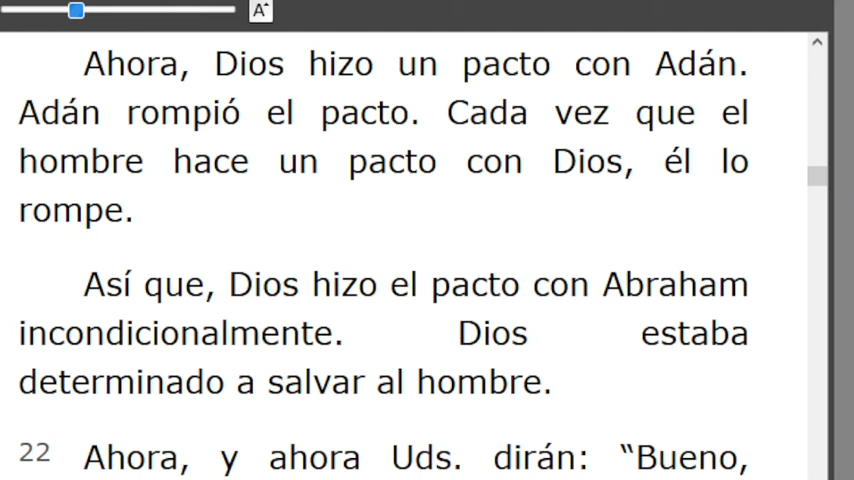 A
Ahora, Dios hizo un pacto con Adán.
Adán rompió el pacto. Cada vez que el
hombre hace un pacto con Dios, él lo
rompe.
Así que, Dios hizo el pacto con Abraham
incondicionalmente. Dios estaba
determinado a salvar al hombre.
22 Ahora, y ahora Uds. dirán: “Bueno,